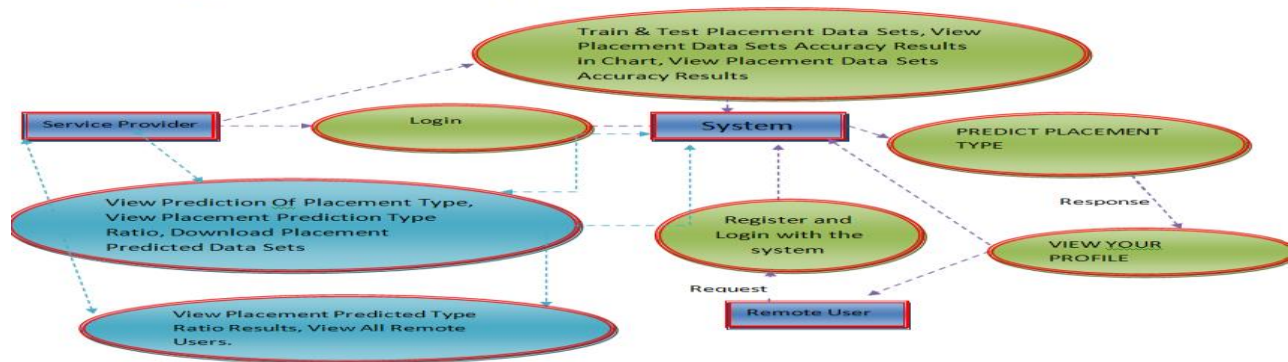 Train & Test Placement Data Sets, View
Placement Data Sets Accuracy Results
in Chart, View Placement Data Sets
Accuracy Results
Service Provider
Login
System
PREDICT PLACEMENT
TYPE
View Prediction Of Placement Type,
View Placement Prediction Type
Ratio, Download Placement
Predicted Data Sets
Register and
Login with the
system
Response
VIEW YOUR
PROFILE
Request
Remote User
View Placement Predicted Type
Ratio Results, View All Remote
Users.